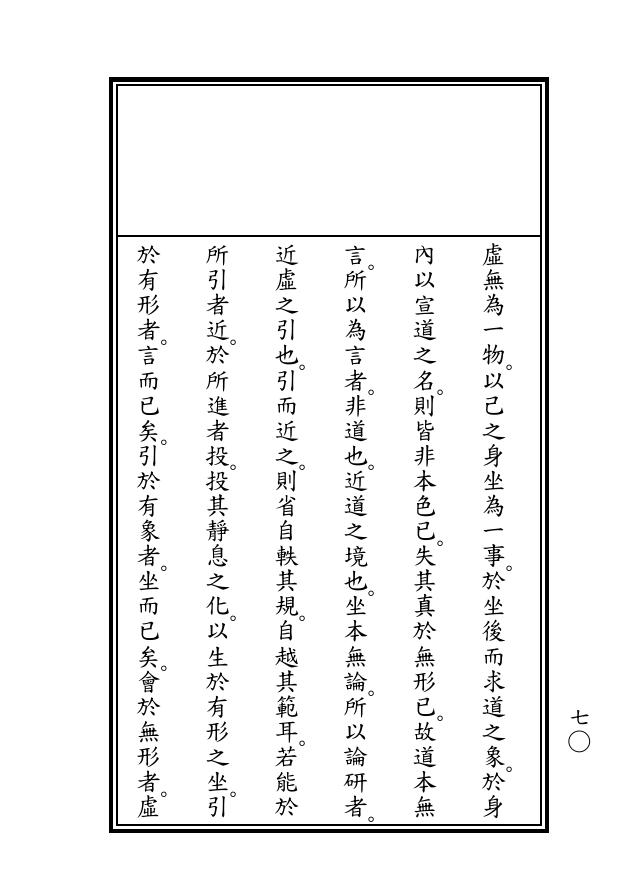 虛無為一物。以己之身坐為一事。於坐後而求道之象。於身
內以宣道之名。則皆非本色已。失其真於無形已。故道本無
言。所以為言者。非道也。近道之境也。坐本無論。所以論研者。
近虛之引也。引而近之。則省自軼其規。自越其範耳。若能於
所引者近。於所進者投。投其靜息之化。以生於有形之坐。引
於有形者。言而已矣。引於有象者。坐而已矣。會於無形者。虛
七〇